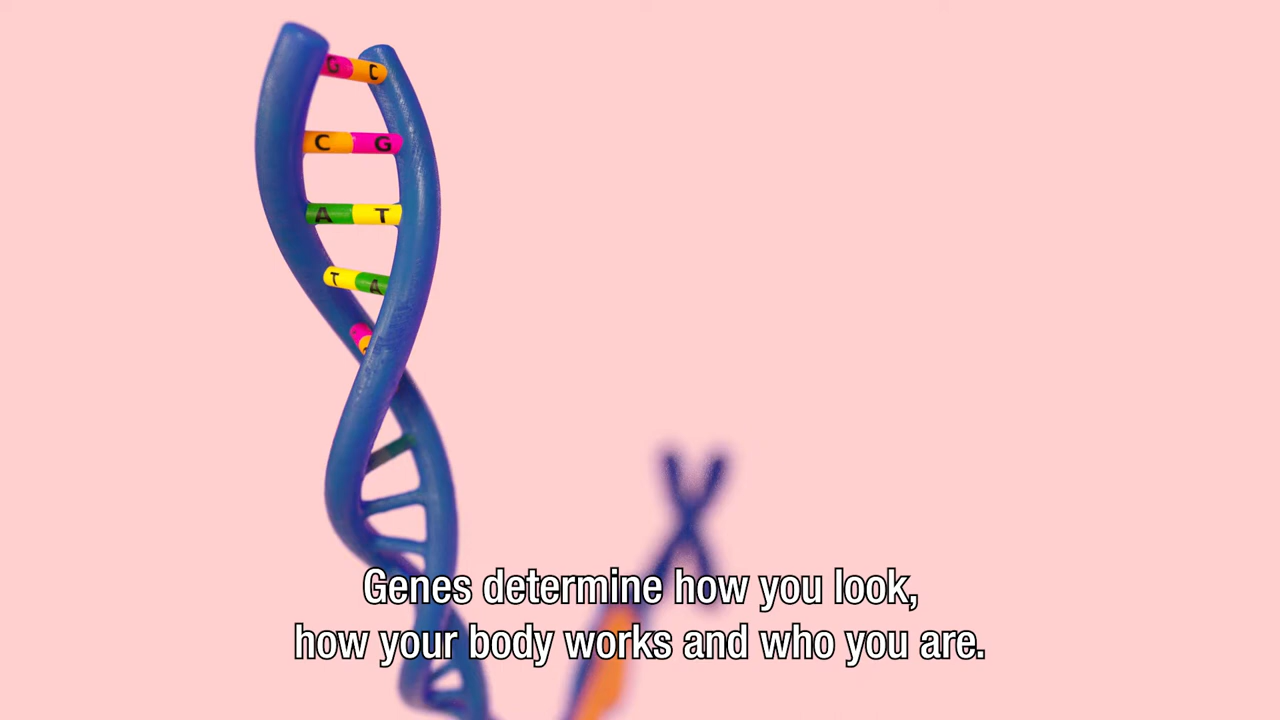 G C
C G
A T
T A
Genes determine how you look,
how your body works and who you are.